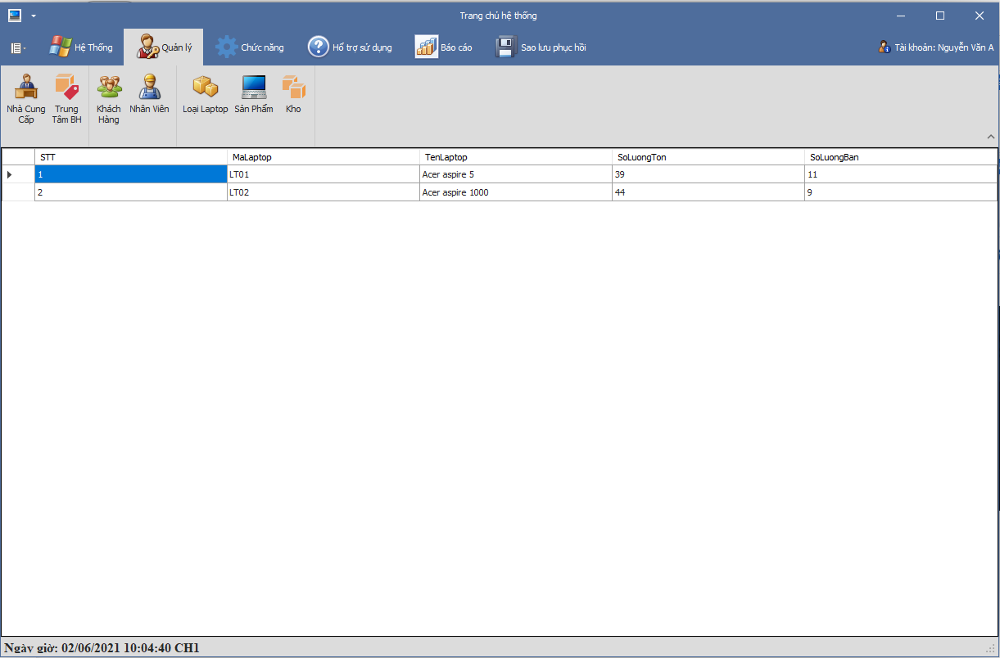 Trang chủ hệ thống
Hệ Thống Quản lý Chức năng Hổ trợ sử dụng Báo cáo Sao lưu phục hồi Tài khoản: Nguyễn Văn A
Nhà Cung Cấp Trung Tâm BH Khách Hàng Nhân Viên Loại Laptop Sản Phẩm Kho
STT MaLaptop TenLaptop SoLuongTon SoLuongBan
1 LT01 Acer aspire 5 39 11
2 LT02 Acer aspire 1000 44 9
Ngày giờ: 02/06/2021 10:04:40 CH1